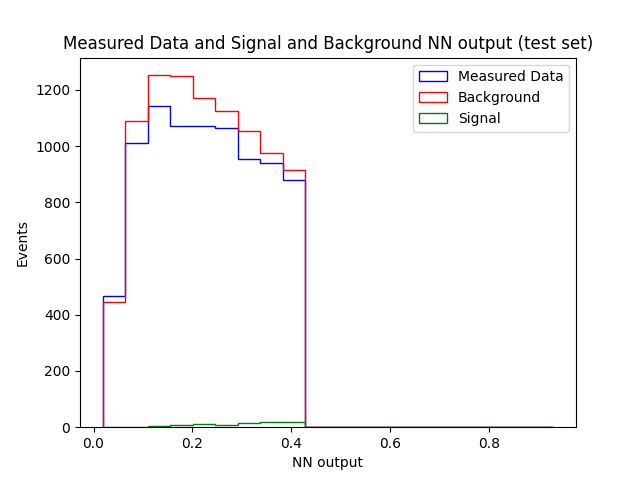 Measured Data and Signal and Background NN output (test set)
Measured Data
Background
Signal
1200
1000
800
600
400
200
0
Events
0.0 0.2 0.4 0.6 0.8
NN output